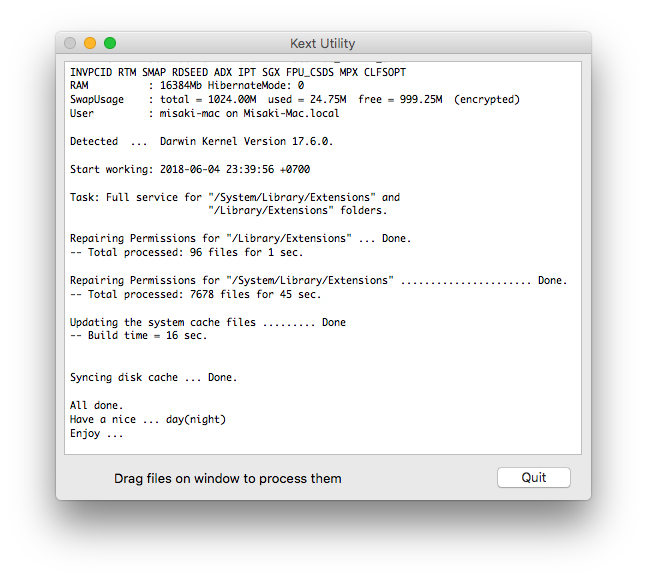 Kext Utility
INVPCID RTM SMAP RDSEED ADX IPT SGX FPU_CSDS MPX CLFSOPT
RAM : 16384Mb HibernateMode: 0
SwapUsage : total = 1024.00M used = 24.75M free = 999.25M (encrypted)
User : misaki-mac on Misaki-Mac.local
Detected ... Darwin Kernel Version 17.6.0.
Start working: 2018-06-04 23:39:56 +0700
Task: Full service for "/System/Library/Extensions" and
"/Library/Extensions" folders.
Repairing Permissions for "/Library/Extensions" ... Done.
-- Total processed: 96 files for 1 sec.
Repairing Permissions for "/System/Library/Extensions" ...................... Done.
-- Total processed: 7678 files for 45 sec.
Updating the system cache files ......... Done
-- Build time = 16 sec.
Syncing disk cache ... Done.
All done.
Have a nice ... day(night)
Enjoy ...
Drag files on window to process them
Quit